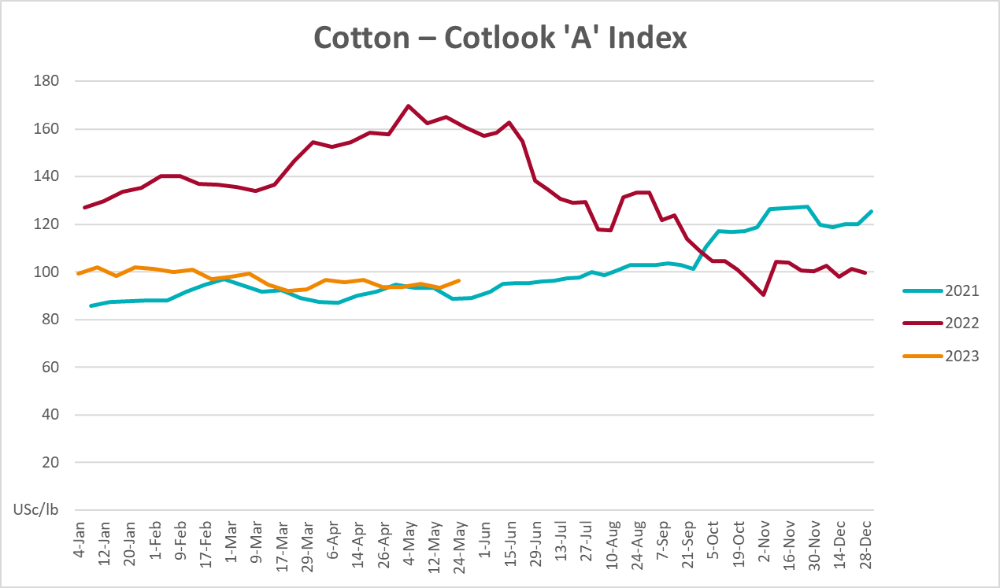 Cotton – Cotlook 'A' Index
180
160
140
120
100
80
60
40
20
USc/lb
4-Jan
12-Jan
20-Jan
1-Feb
9-Feb
17-Feb
1-Mar
9-Mar
17-Mar
29-Mar
6-Apr
14-Apr
26-Apr
4-May
12-May
24-May
1-Jun
15-Jun
29-Jun
13-Jul
27-Jul
10-Aug
24-Aug
7-Sep
21-Sep
5-Oct
19-Oct
2-Nov
16-Nov
30-Nov
14-Dec
28-Dec
2021
2022
2023